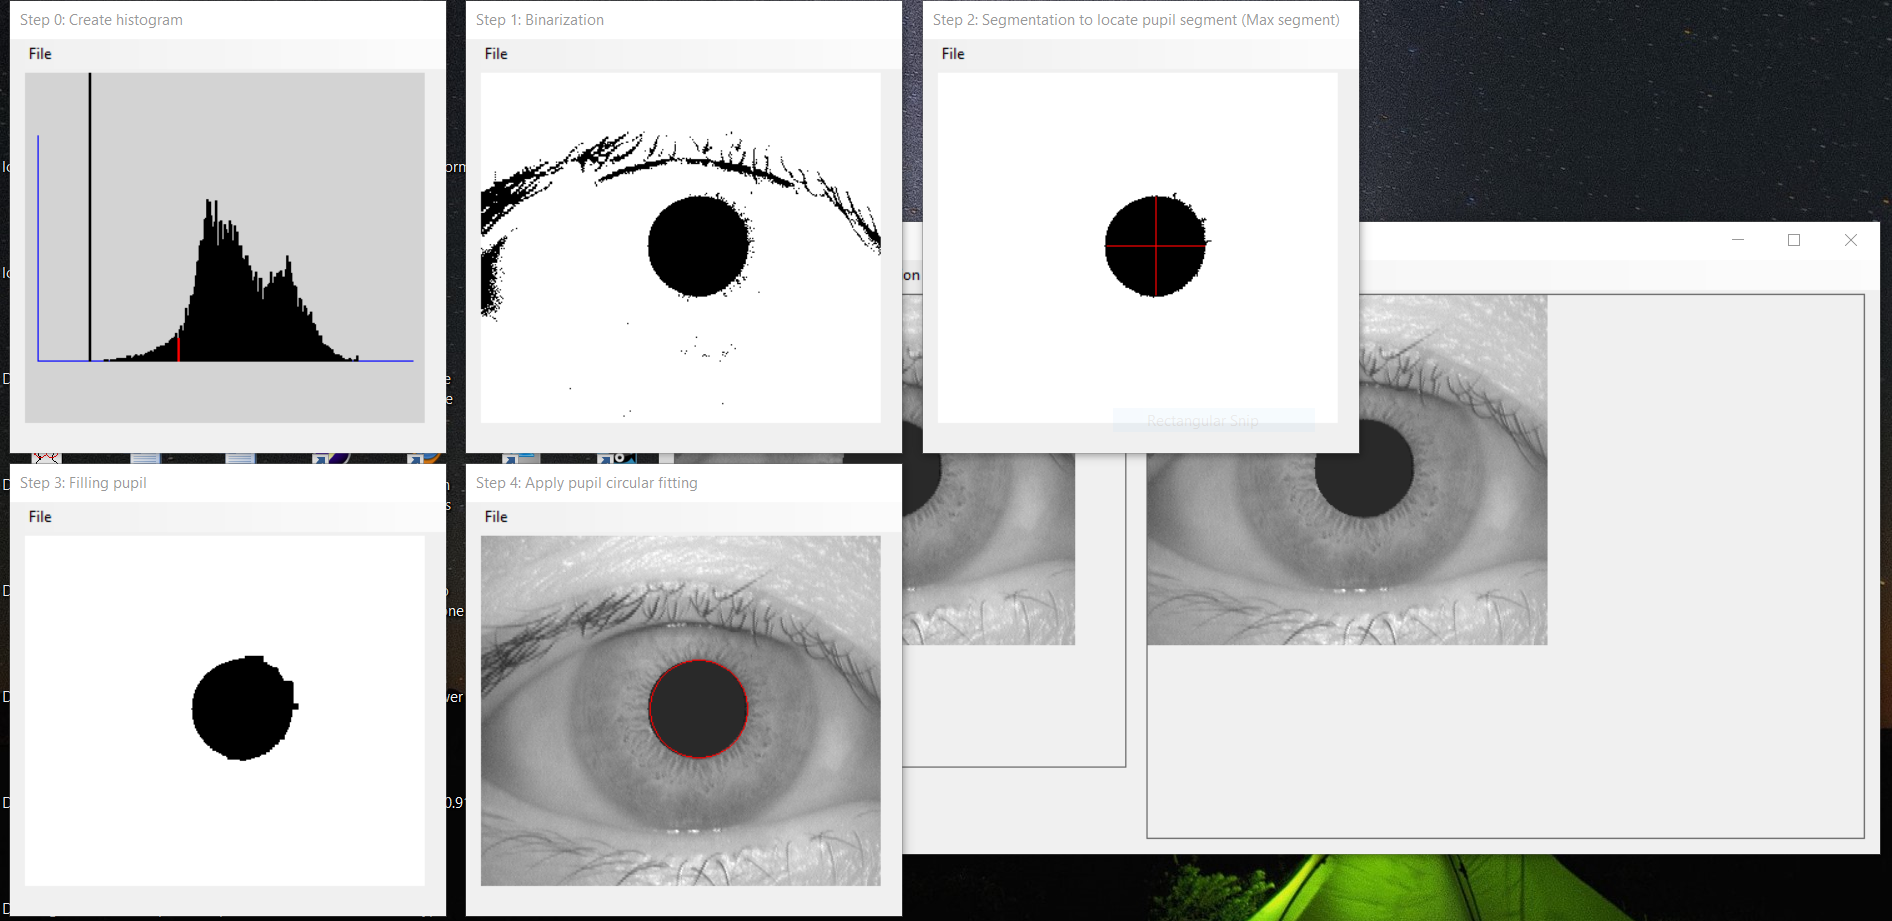 Step 0: Create histogram
File
Step 1: Binarization
File
Step 2: Segmentation to locate pupil segment (Max segment)
File
on
Rectangular Snip
Step 3: Filling pupil
File
Step 4: Apply pupil circular fitting
File